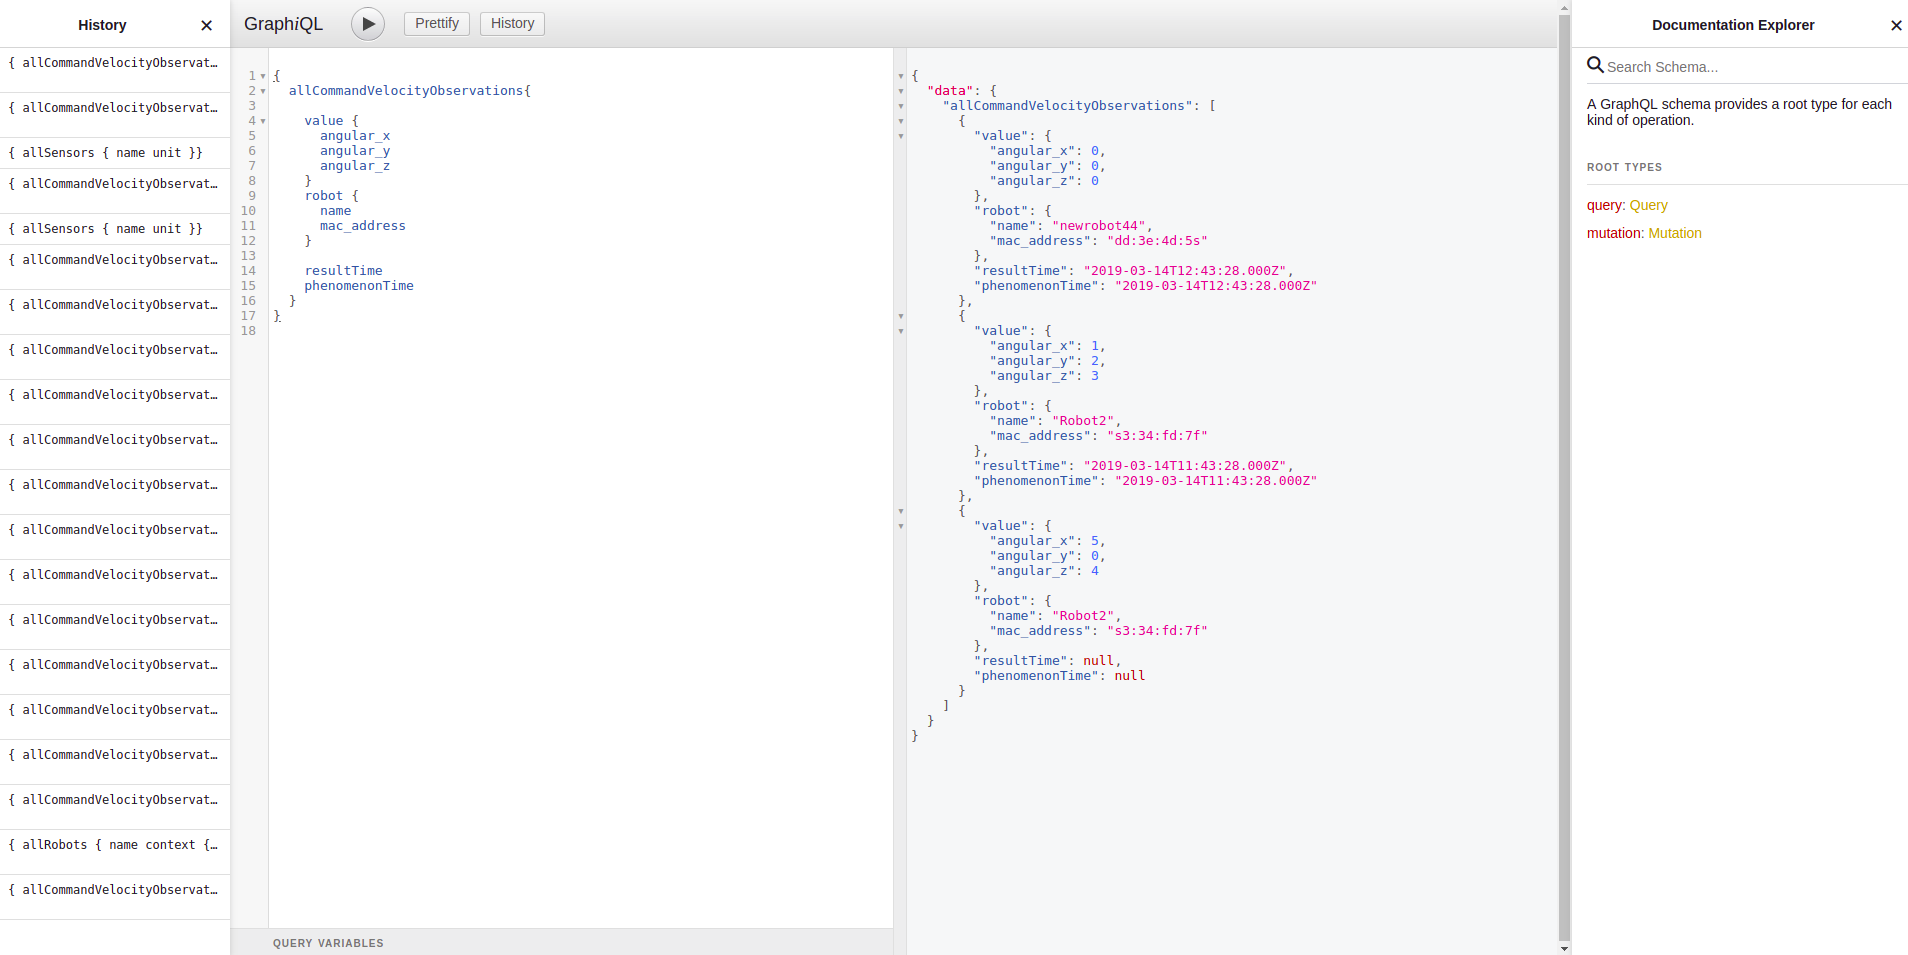 History ✕
{ allCommandVelocityObservat…
{ allCommandVelocityObservat…
{ allSensors { name unit }}
{ allCommandVelocityObservat…
{ allSensors { name unit }}
{ allCommandVelocityObservat…
{ allCommandVelocityObservat…
{ allCommandVelocityObservat…
{ allCommandVelocityObservat…
{ allCommandVelocityObservat…
{ allCommandVelocityObservat…
{ allCommandVelocityObservat…
{ allCommandVelocityObservat…
{ allCommandVelocityObservat…
{ allCommandVelocityObservat…
{ allCommandVelocityObservat…
{ allCommandVelocityObservat…
{ allCommandVelocityObservat…
{ allRobots { name context {…
{ allCommandVelocityObservat…
GraphiQL Prettify History
1 {
2 allCommandVelocityObservations{
3
4 value {
5 angular_x
6 angular_y
7 angular_z
8 }
9 robot {
10 name
11 mac_address
12 }
13
14 resultTime
15 phenomenonTime
16 }
17 }
18
QUERY VARIABLES
{
"data": {
"allCommandVelocityObservations": [
{
"value": {
"angular_x": 0,
"angular_y": 0,
"angular_z": 0
},
"robot": {
"name": "newrobot44",
"mac_address": "dd:3e:4d:5s"
},
"resultTime": "2019-03-14T12:43:28.000Z",
"phenomenonTime": "2019-03-14T12:43:28.000Z"
},
{
"value": {
"angular_x": 1,
"angular_y": 2,
"angular_z": 3
},
"robot": {
"name": "Robot2",
"mac_address": "s3:34:fd:7f"
},
"resultTime": "2019-03-14T11:43:28.000Z",
"phenomenonTime": "2019-03-14T11:43:28.000Z"
},
{
"value": {
"angular_x": 5,
"angular_y": 0,
"angular_z": 4
},
"robot": {
"name": "Robot2",
"mac_address": "s3:34:fd:7f"
},
"resultTime": null,
"phenomenonTime": null
}
]
}
}
Documentation Explorer ✕
Search Schema...
A GraphQL schema provides a root type for each
kind of operation.
ROOT TYPES
query: Query
mutation: Mutation